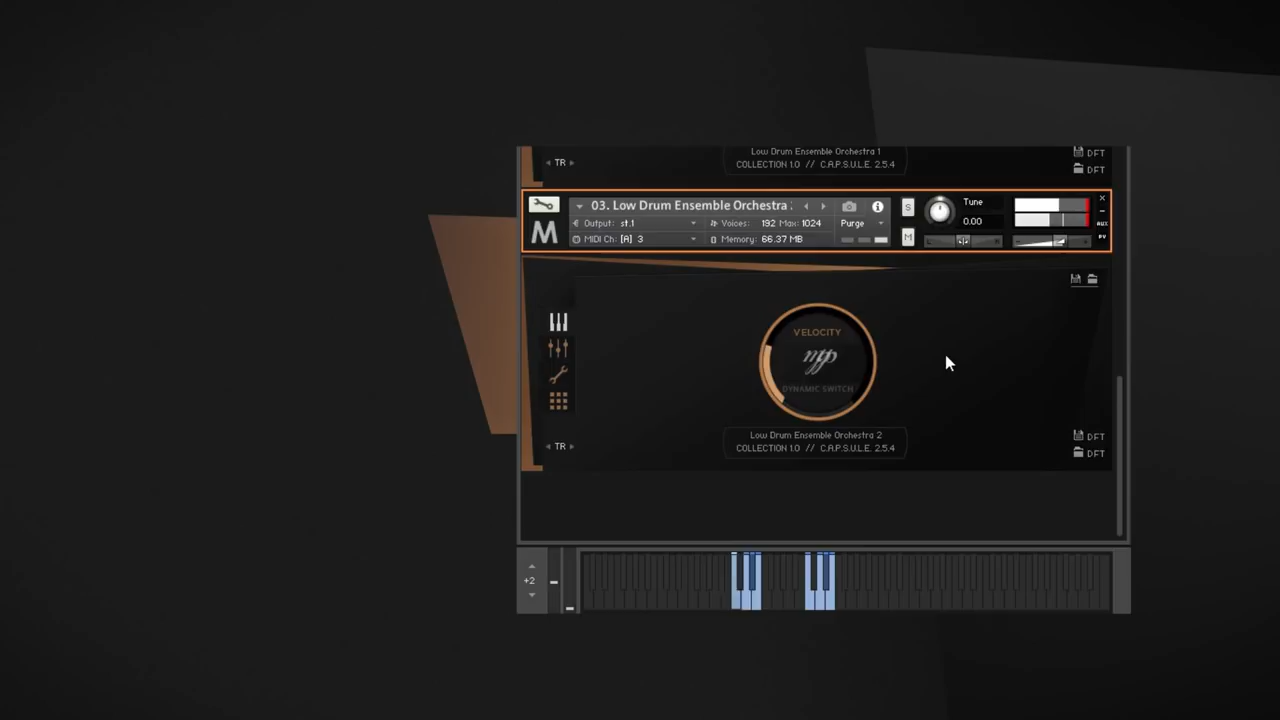 Low Drum Ensemble Orchestra 1
TR
COLLECTION 1.0 // C.A.P.S.U.L.E. 2.5.4
DFT
DFT
03. Low Drum Ensemble Orchestra
Output: st.1
Voices: 192 Max: 1024
Purge
MIDI Ch: [A] 3
Memory: 66.37 MB
S
M
Tune
0.00
L
R
AUX
PV
VELOCITY
DYNAMIC SWITCH
Low Drum Ensemble Orchestra 2
TR
COLLECTION 1.0 // C.A.P.S.U.L.E. 2.5.4
DFT
DFT
+2